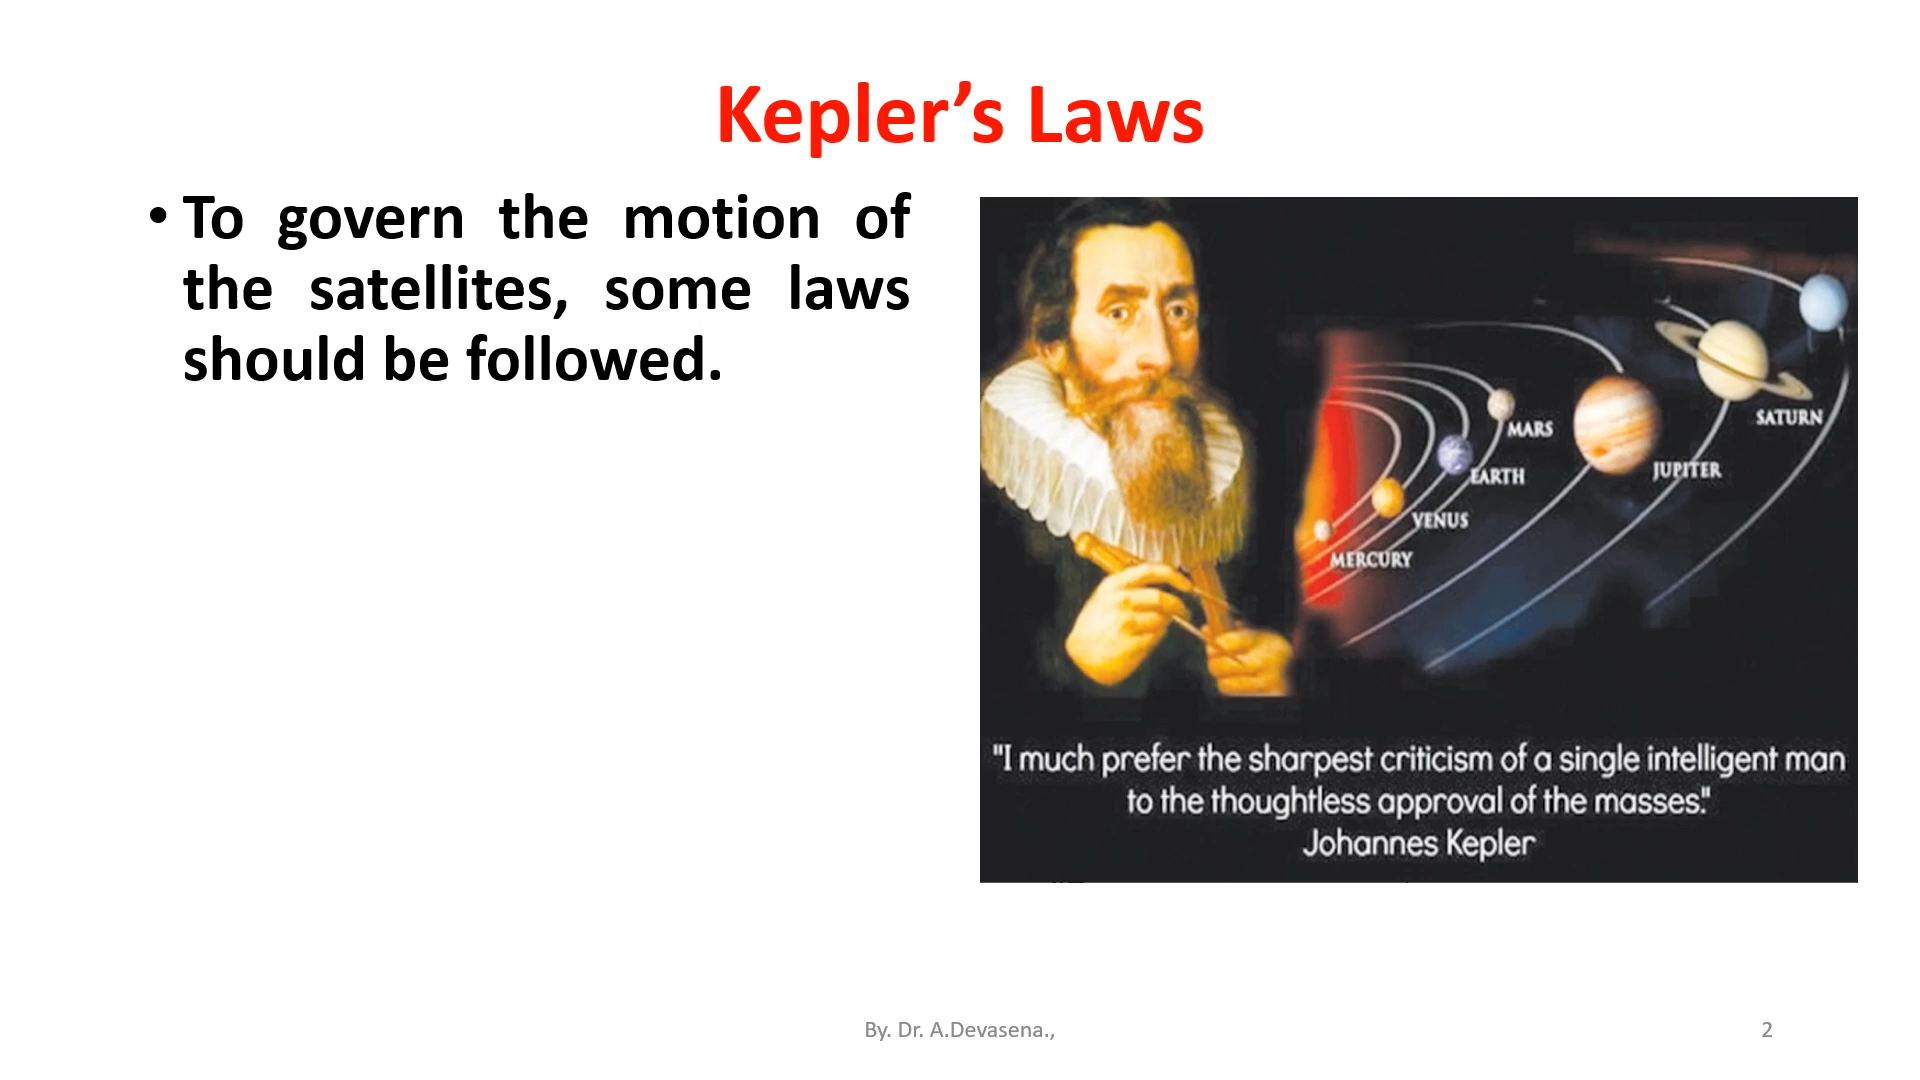 Kepler’s Laws
• To govern the motion of
the satellites, some laws
should be followed.
SATURN
MARS
JUPITER
EARTH
VENUS
MERCURY
"I much prefer the sharpest criticism of a single intelligent man
to the thoughtless approval of the masses."
Johannes Kepler
By. Dr. A.Devasena.,
2